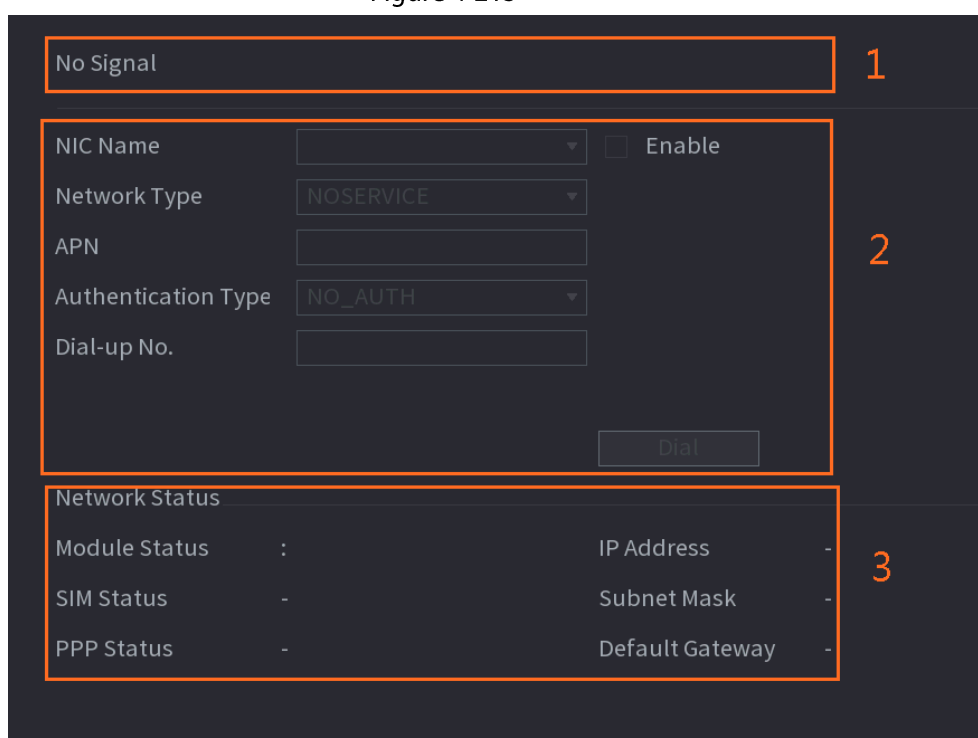 No Signal
1
NIC Name
Enable
Network Type
NOSERVICE
APN
2
Authentication Type
NO_AUTH
Dial-up No.
Dial
Network Status
Module Status :
IP Address -
3
SIM Status -
Subnet Mask -
PPP Status -
Default Gateway -